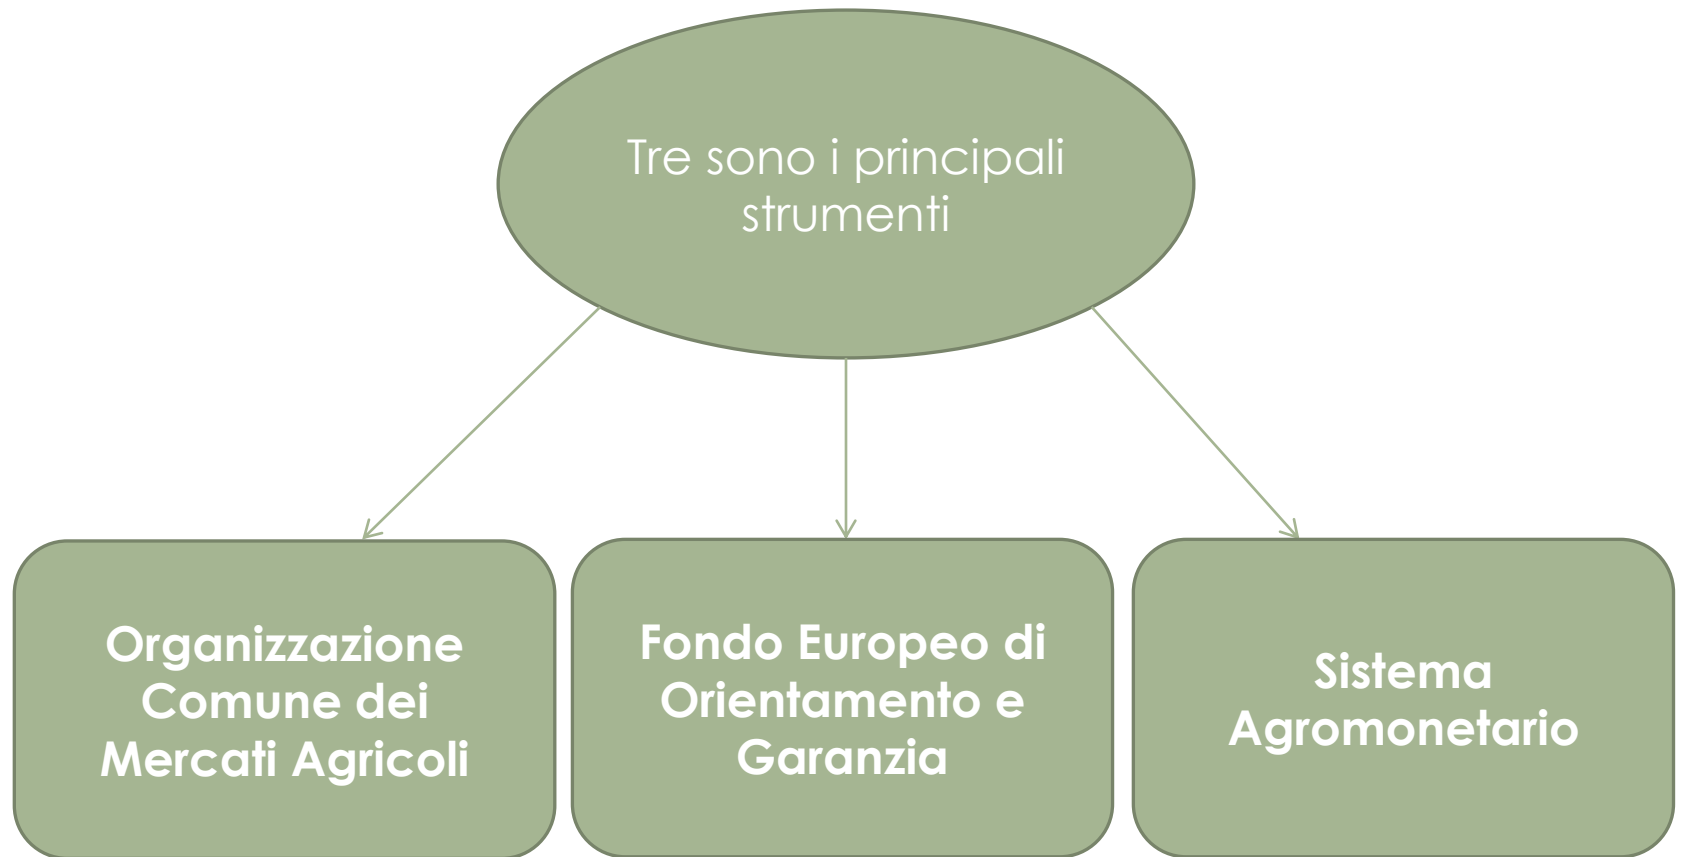 Tre sono i principali
strumenti
Organizzazione
Comune dei
Mercati Agricoli
Fondo Europeo di
Orientamento e
Garanzia
Sistema
Agromonetario